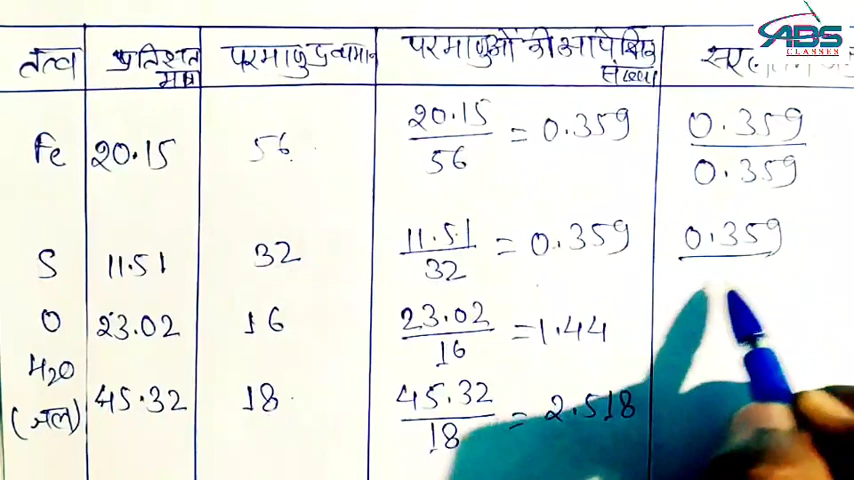 ABS
CLASSES
तत्व प्रतिशत मात्रा परमाणु द्रव्यमान परमाणुओं की आपेक्षिक संख्या
Fe 20.15 56 20.15/56 = 0.359 0.359/0.359
S 11.51 32 11.51/32 = 0.359 0.359
O 23.02 16 23.02/16 = 1.44
H2O (जल) 45.32 18 45.32/18 = 2.518